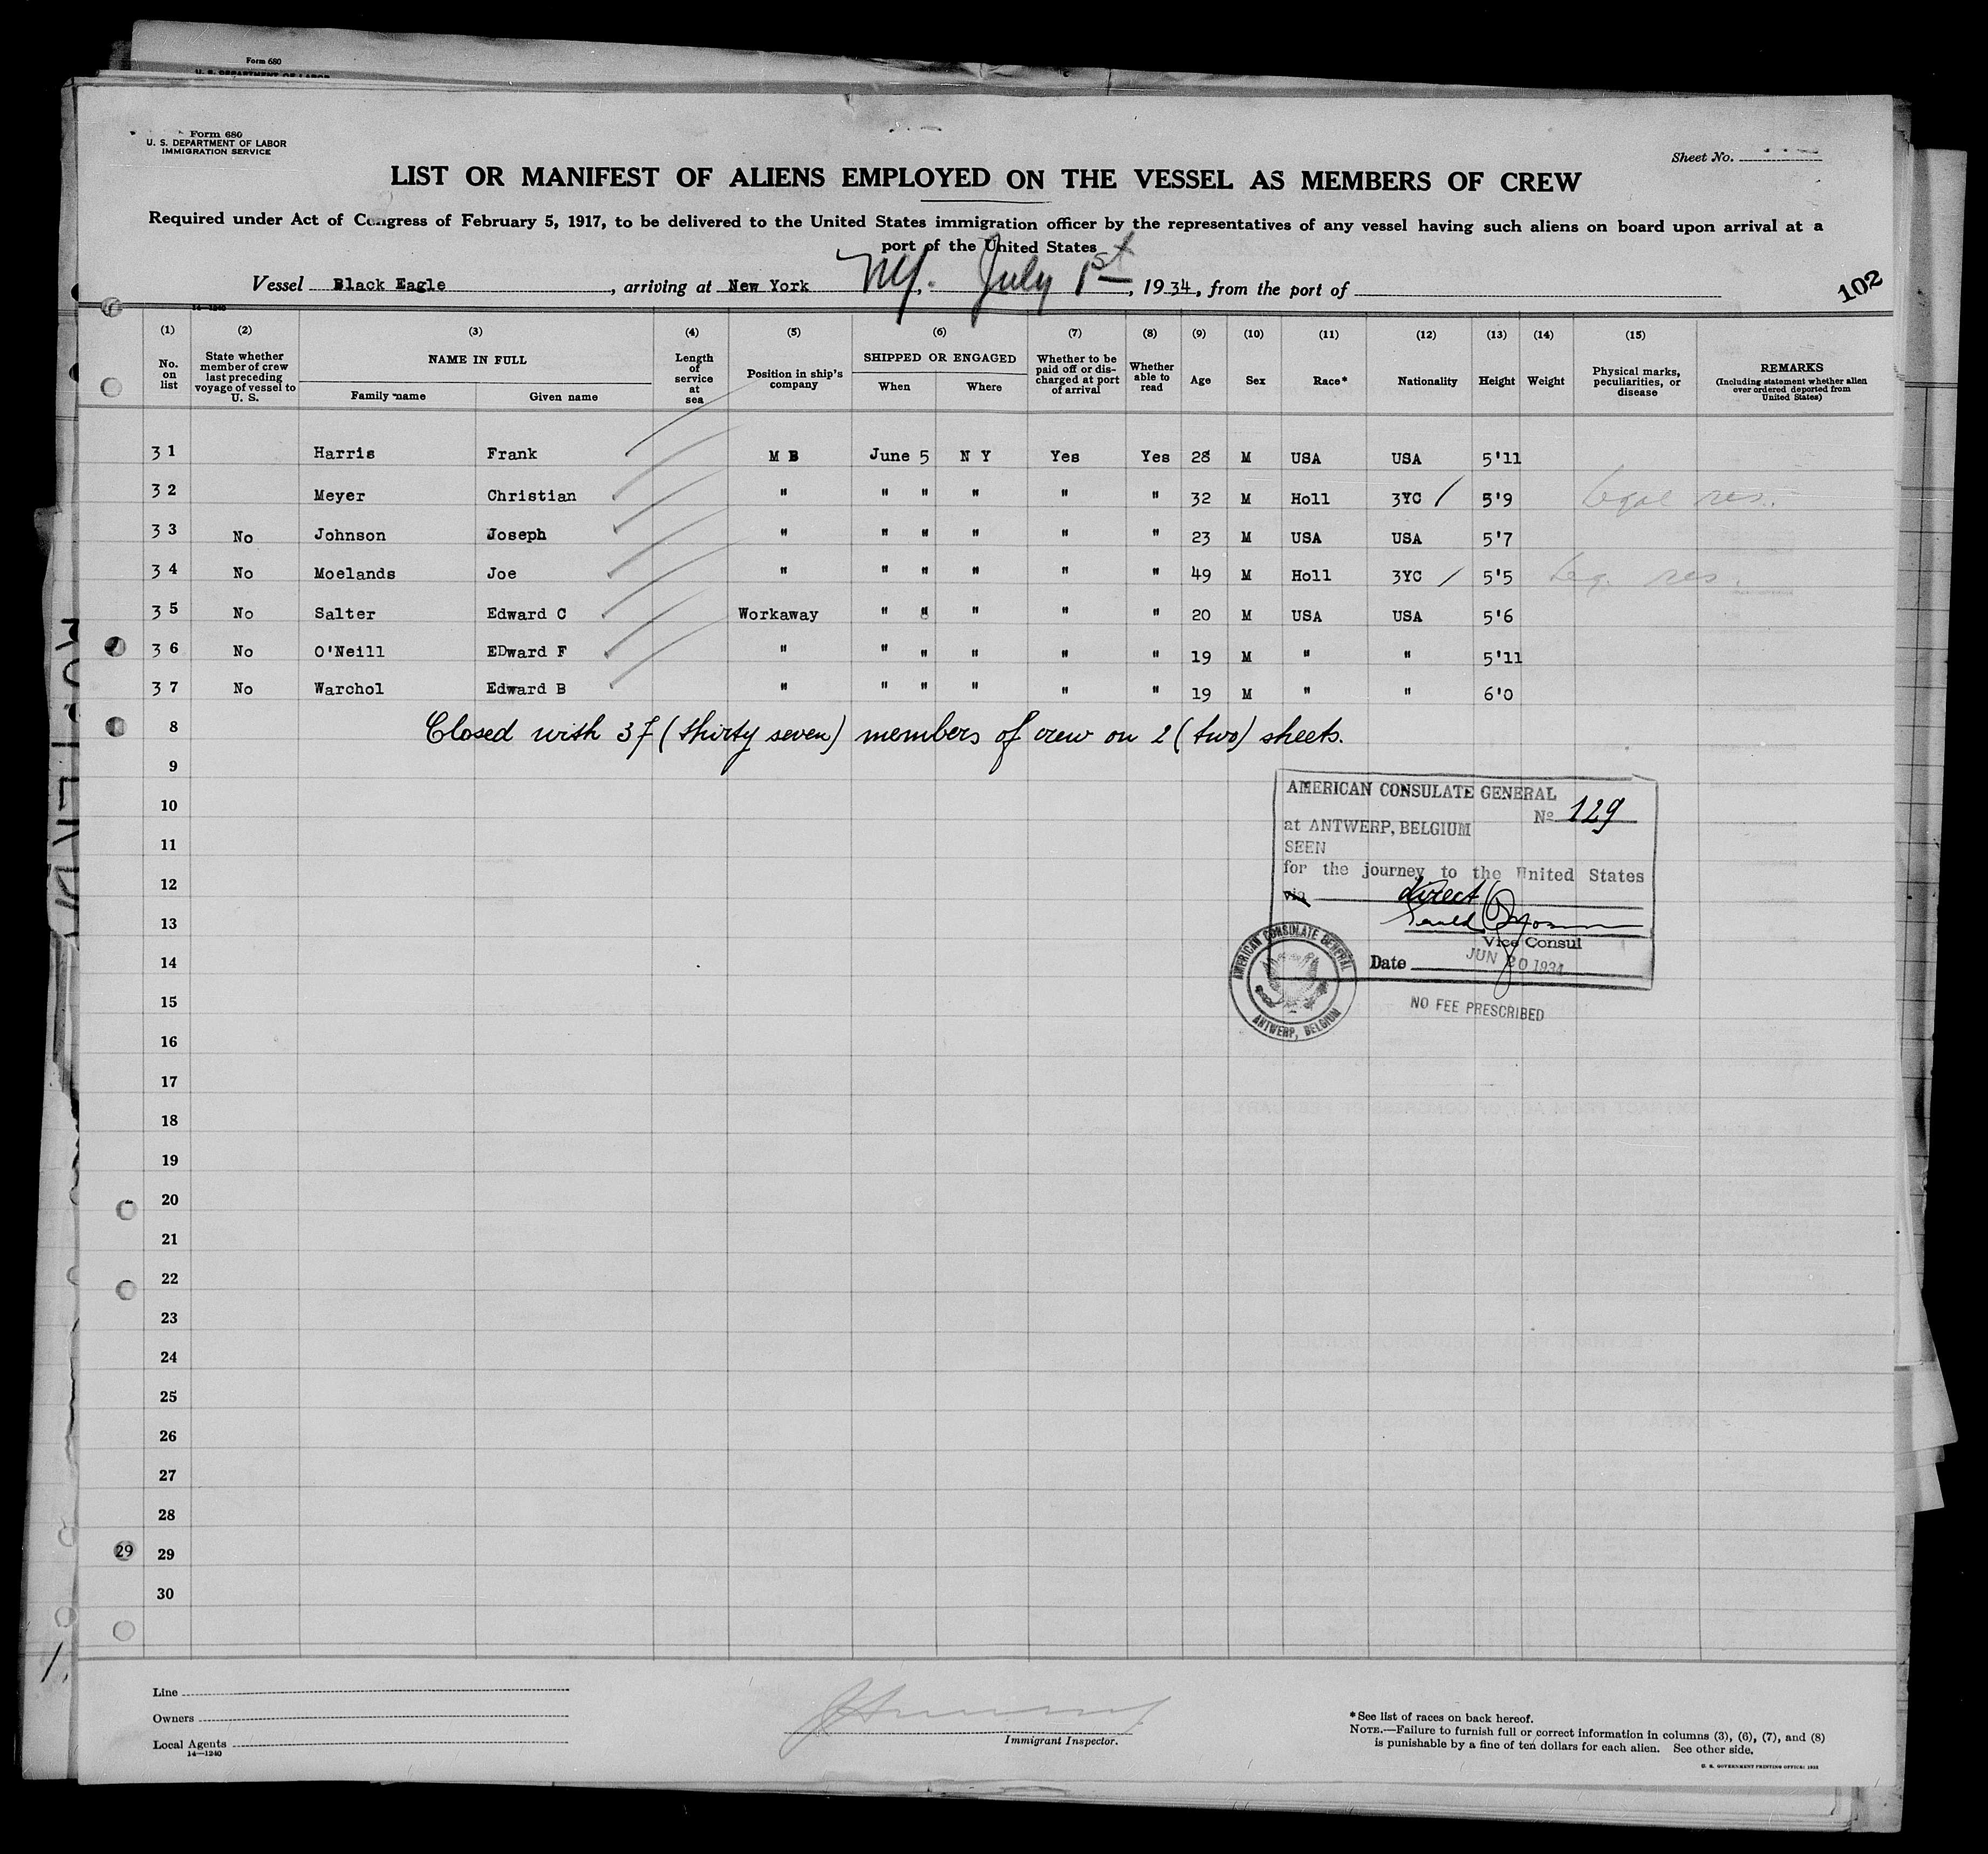 Form 680
Form 680
U. S. DEPARTMENT OF LABOR
IMMIGRATION SERVICE
Sheet No.
LIST OR MANIFEST OF ALIENS EMPLOYED ON THE VESSEL AS MEMBERS OF CREW
Required under Act of Congress of February 5, 1917, to be delivered to the United States immigration officer by the representatives of any vessel having such aliens on board upon arrival at a
port of the United States
Vessel Black Eagle, arriving at New York NY. July 1st, 1934, from the port of
102
14—1240
(1) (2) (3) (4) (5) (6) (7) (8) (9) (10) (11) (12) (13) (14) (15)
No. on list
State whether member of crew last preceding voyage of vessel to U. S.
NAME IN FULL
Family name Given name
Length of service at sea
Position in ship's company
SHIPPED OR ENGAGED
When Where
Whether to be paid off or discharged at port of arrival
Whether able to read
Age Sex Race* Nationality Height Weight
Physical marks, peculiarities, or disease
REMARKS
(Including statement whether alien ever ordered deported from United States)
31 Harris Frank M B June 5 N Y Yes Yes 28 M USA USA 5'11
32 Meyer Christian " " " " " " 32 M Holl 3YC / 5'9 Legal res.
33 No Johnson Joseph " " " " " " 23 M USA USA 5'7
34 No Moelands Joe " " " " " " 49 M Holl 3YC / 5'5 Leg. res.
35 No Salter Edward C Workaway " 8 " " " 20 M USA USA 5'6
36 No O'Neill EDward F " " " " " " 19 M " " 5'11
37 No Warchol Edward B " " " " " " 19 M " " 6'0
8 Closed with 37 (thirty seven) members of crew on 2 (two) sheets.
9
10
11
12
13
14
15
16
17
18
19
20
21
22
23
24
25
26
27
28
29 29
30
AMERICAN CONSULATE GENERAL
No 129
at ANTWERP, BELGIUM
SEEN
for the journey to the United States
via direct
Vice Consul
Date JUN 20 1934
AMERICAN CONSULATE GENERAL
ANTWERP, BELGIUM
NO FEE PRESCRIBED
Line
Owners
Local Agents
14—1240
Immigrant Inspector.
*See list of races on back hereof.
NOTE.—Failure to furnish full or correct information in columns (3), (6), (7), and (8)
is punishable by a fine of ten dollars for each alien. See other side.
U. S. GOVERNMENT PRINTING OFFICE: 1932